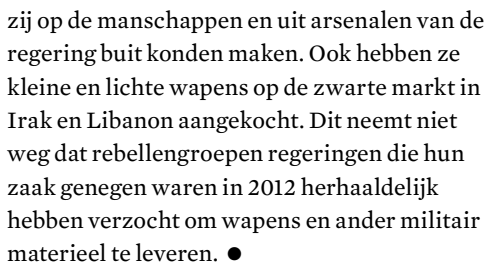 zij op de manschappen en uit arsenalen van de
regering buit konden maken. Ook hebben ze
kleine en lichte wapens op de zwarte markt in
Irak en Libanon aangekocht. Dit neemt niet
weg dat rebellengroepen regeringen die hun
zaak genegen waren in 2012 herhaaldelijk
hebben verzocht om wapens en ander militair
materieel te leveren. ●